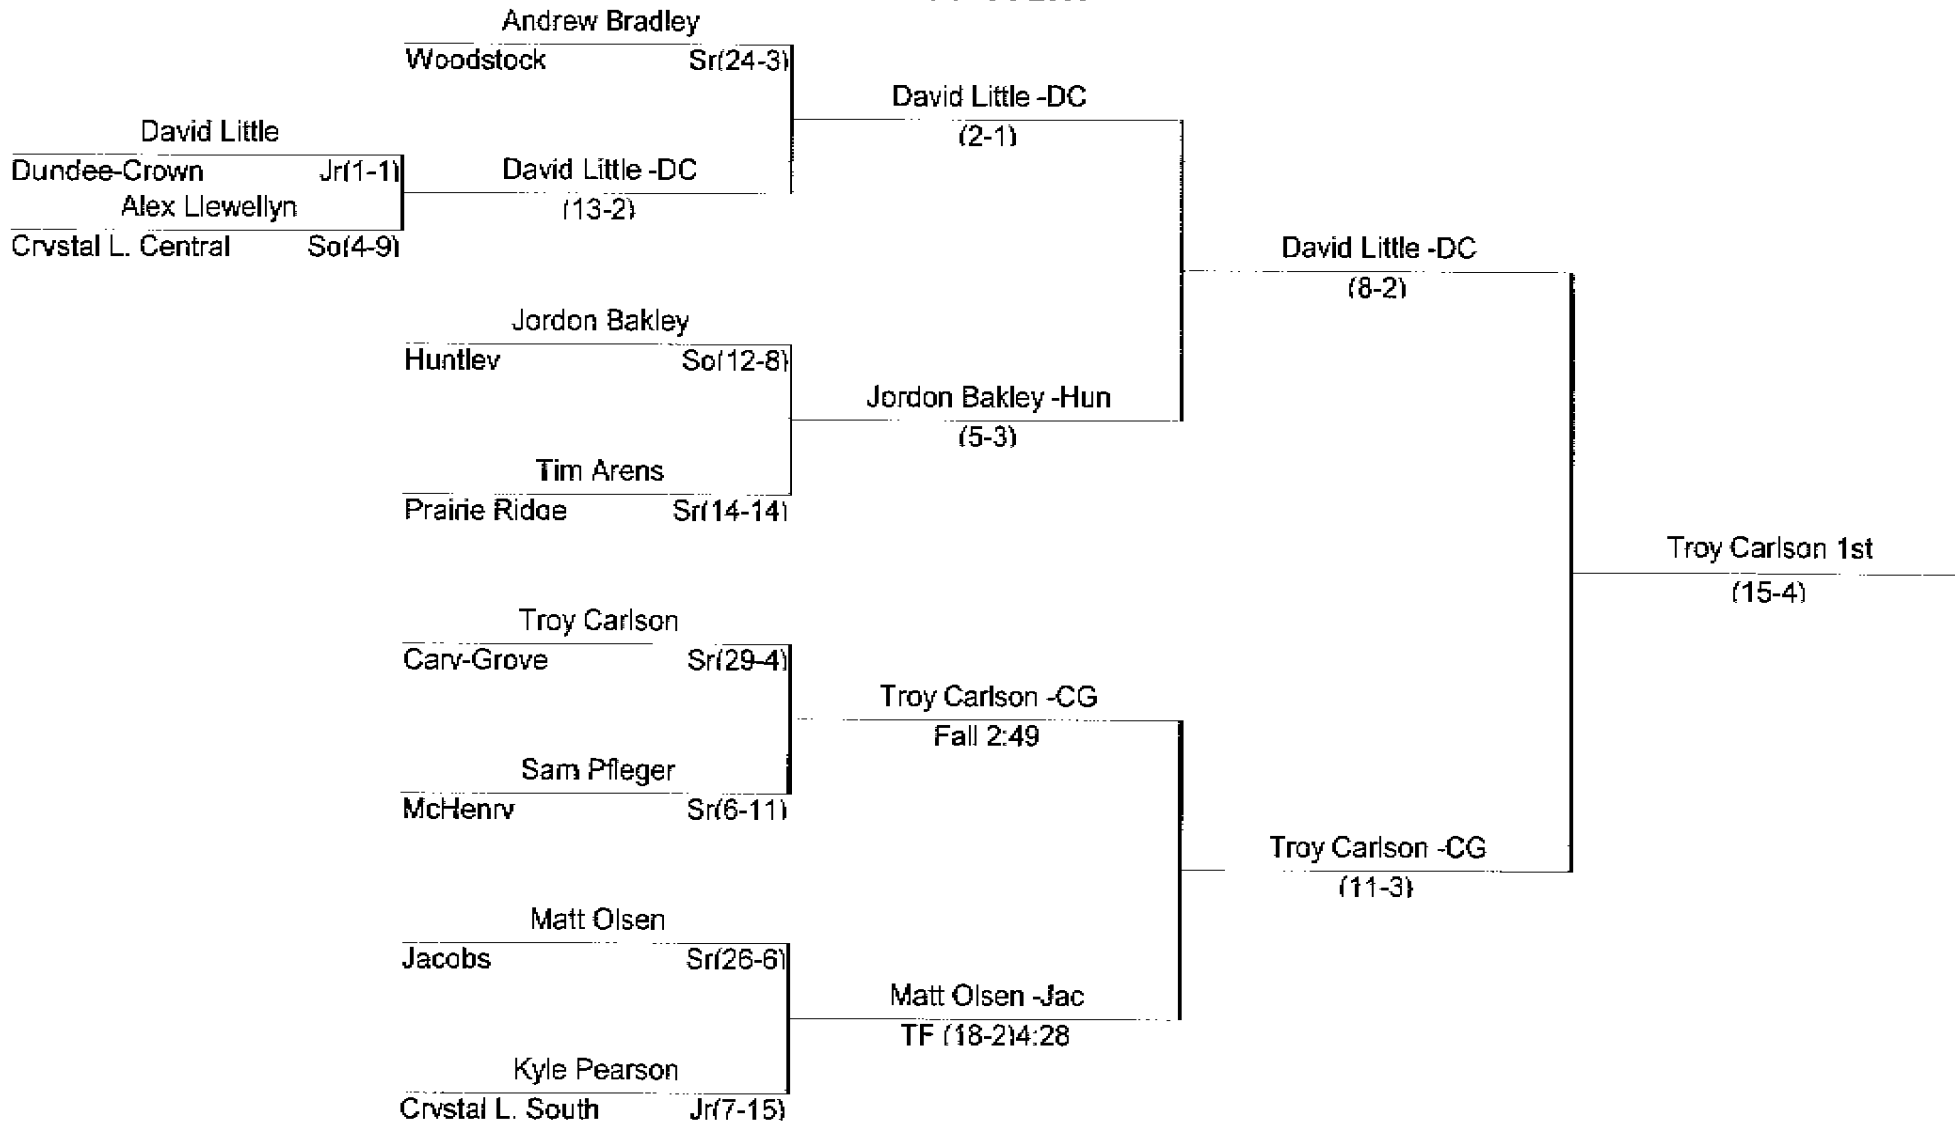 Andrew Bradley
Woodstock Sr(24-3)
David Little -DC
(2-1)
David Little
Dundee-Crown Jr(1-1)
David Little -DC
(13-2)
Alex Llewellyn
Crystal L. Central So(4-9)
David Little -DC
(8-2)
Jordon Bakley
Huntley So(12-8)
Jordon Bakley -Hun
(5-3)
Tim Arens
Prairie Ridge Sr(14-14)
Troy Carlson 1st
(15-4)
Troy Carlson
Cary-Grove Sr(29-4)
Troy Carlson -CG
Fall 2:49
Sam Pfleger
McHenry Sr(6-11)
Troy Carlson -CG
(11-3)
Matt Olsen
Jacobs Sr(26-6)
Matt Olsen -Jac
TF (18-2)4:28
Kyle Pearson
Crystal L. South Jr(7-15)